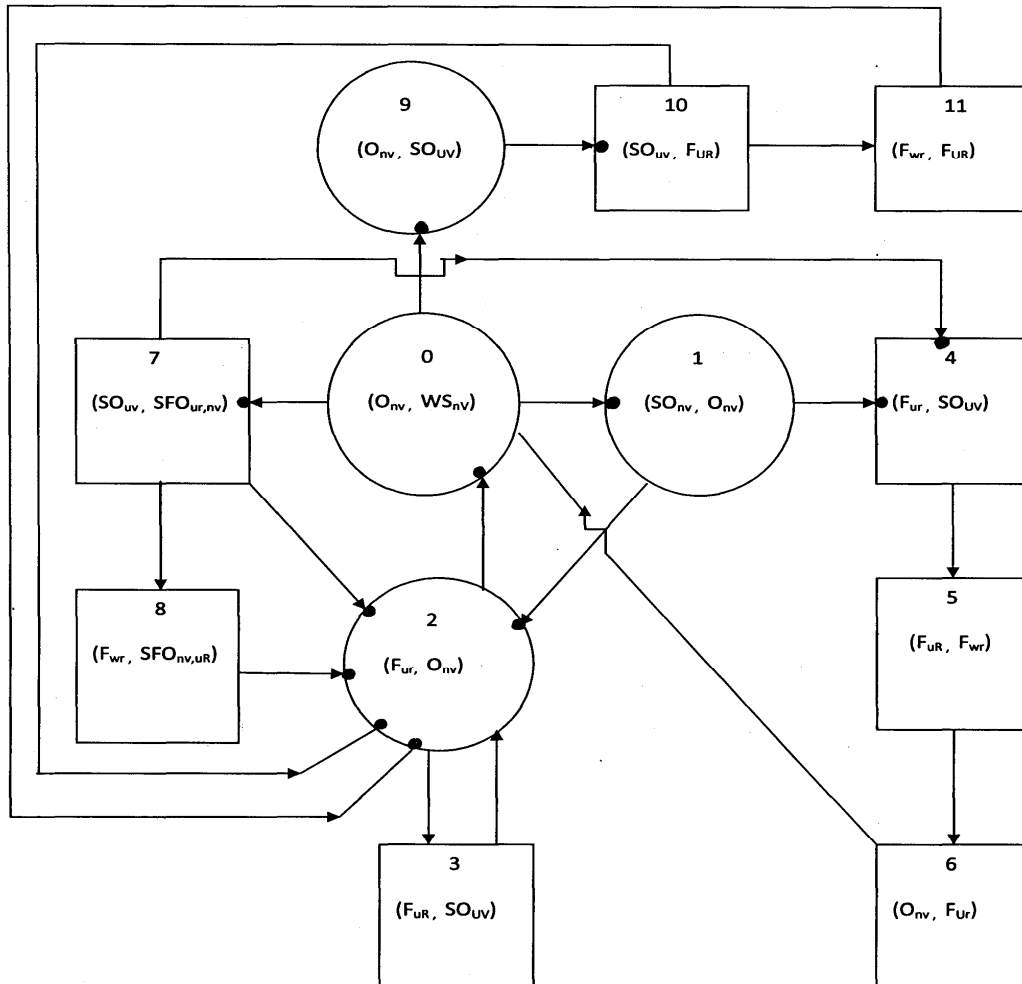 9
(Onv, SOUV)
10
(SOuv, FUR)
11
(Fwr, FUR)
7
(SOuv, SFOur,nv)
0
(Onv, WSnV)
1
(SOnv, Onv)
4
(Fur, SOUV)
8
(Fwr, SFOnv,uR)
2
(Fur, Onv)
5
(FuR, Fwr)
3
(FuR, SOUV)
6
(Onv, FUr)